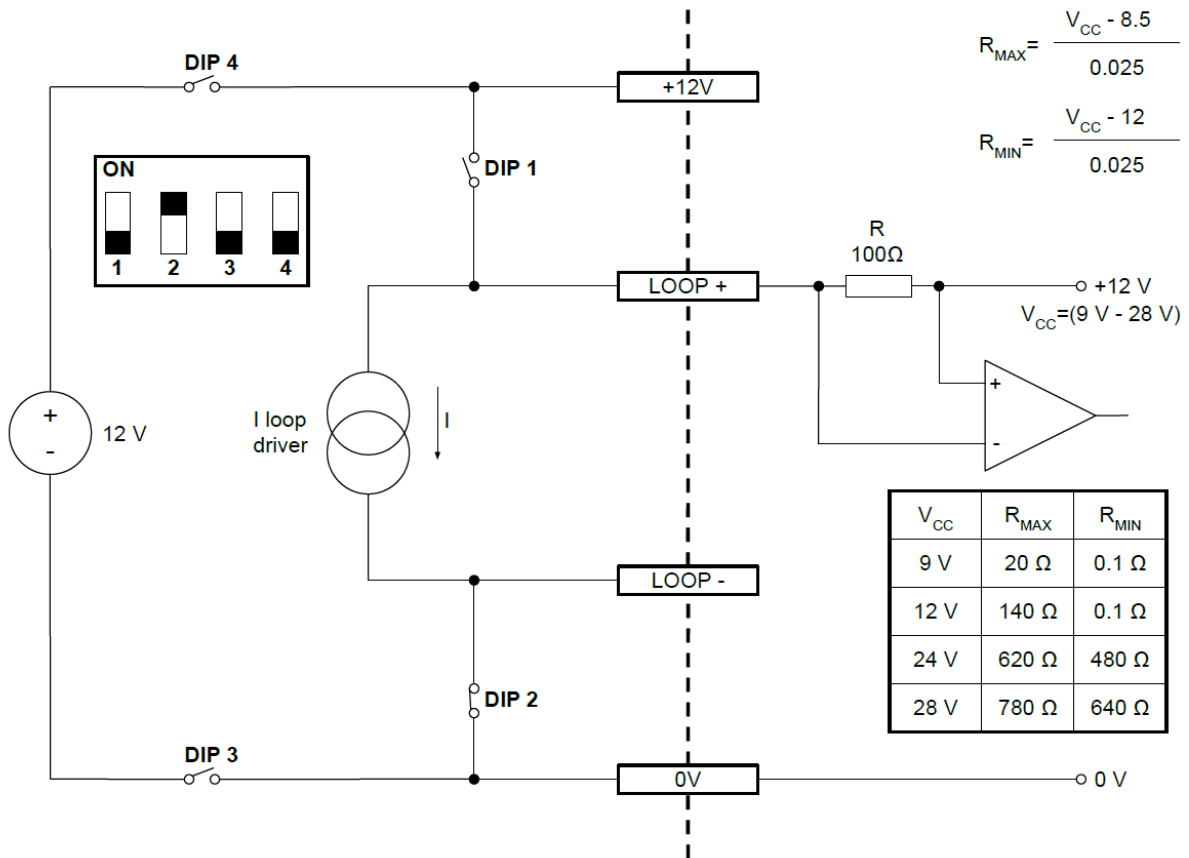 DIP 4
+12V
R_MAX = (V_CC - 8.5) / 0.025
R_MIN = (V_CC - 12) / 0.025
ON
1 2 3 4
DIP 1
LOOP +
R
100Ω
+12 V
V_CC=(9 V - 28 V)
+
-
12 V
I loop
driver
I
+
-
LOOP -
DIP 2
DIP 3
0V
0 V
V_CC R_MAX R_MIN
9 V 20 Ω 0.1 Ω
12 V 140 Ω 0.1 Ω
24 V 620 Ω 480 Ω
28 V 780 Ω 640 Ω